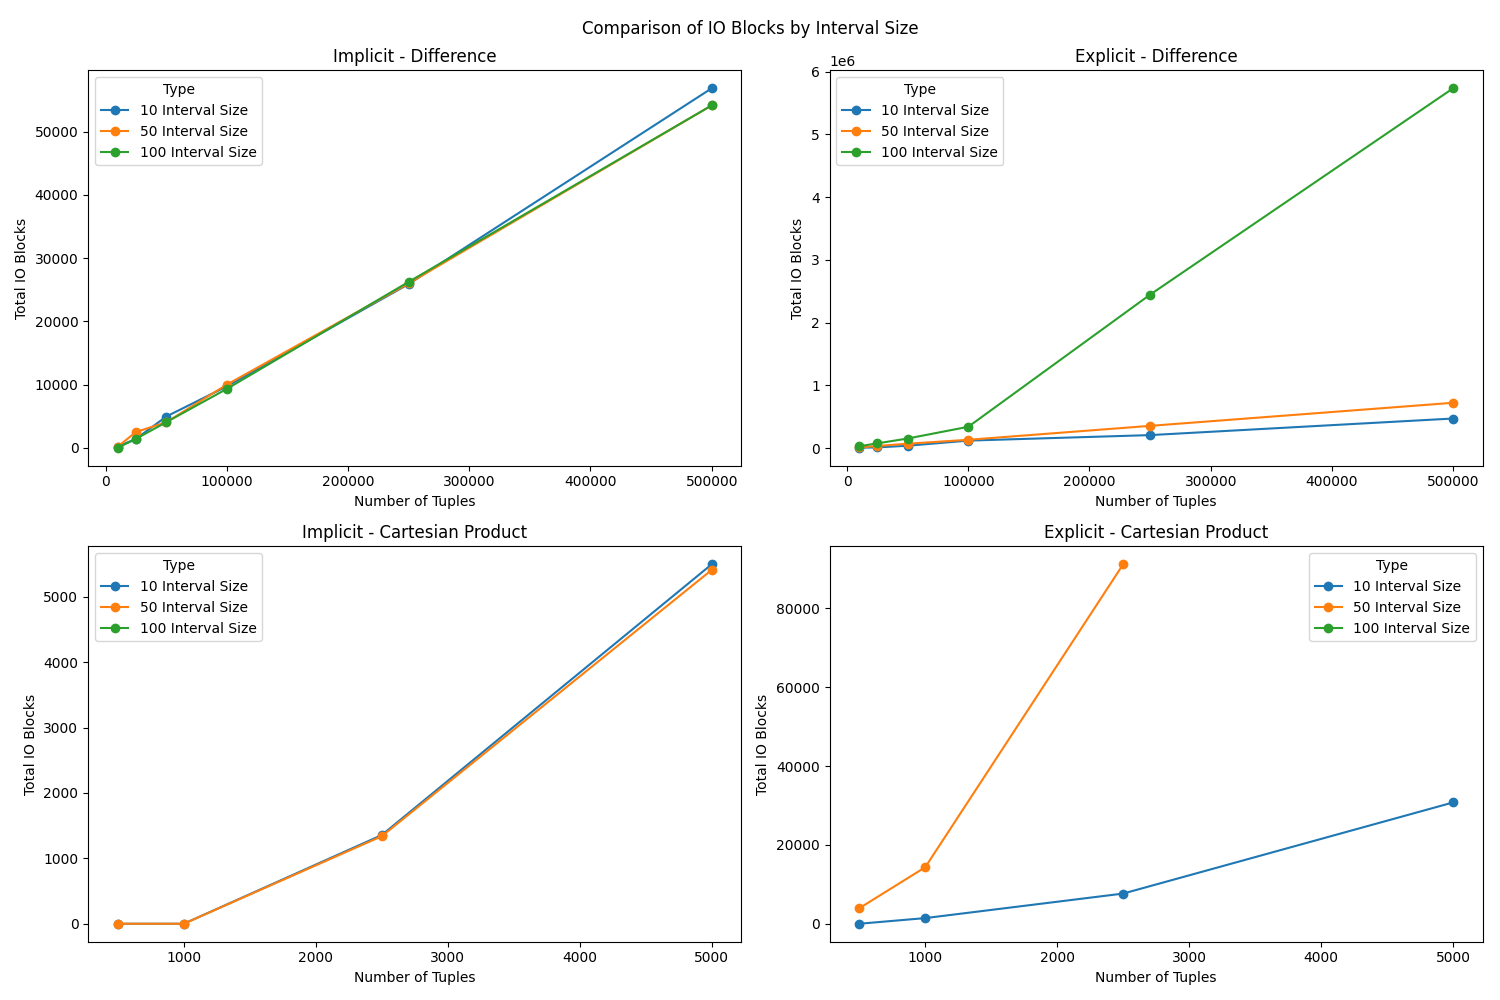 Comparison of IO Blocks by Interval Size
Implicit - Difference
Type
10 Interval Size
50 Interval Size
100 Interval Size
Total IO Blocks
50000
40000
30000
20000
10000
0
0 100000 200000 300000 400000 500000
Number of Tuples
Explicit - Difference
1e6
Type
10 Interval Size
50 Interval Size
100 Interval Size
Total IO Blocks
6
5
4
3
2
1
0
0 100000 200000 300000 400000 500000
Number of Tuples
Implicit - Cartesian Product
Type
10 Interval Size
50 Interval Size
100 Interval Size
Total IO Blocks
5000
4000
3000
2000
1000
0
1000 2000 3000 4000 5000
Number of Tuples
Explicit - Cartesian Product
Type
10 Interval Size
50 Interval Size
100 Interval Size
Total IO Blocks
80000
60000
40000
20000
0
1000 2000 3000 4000 5000
Number of Tuples